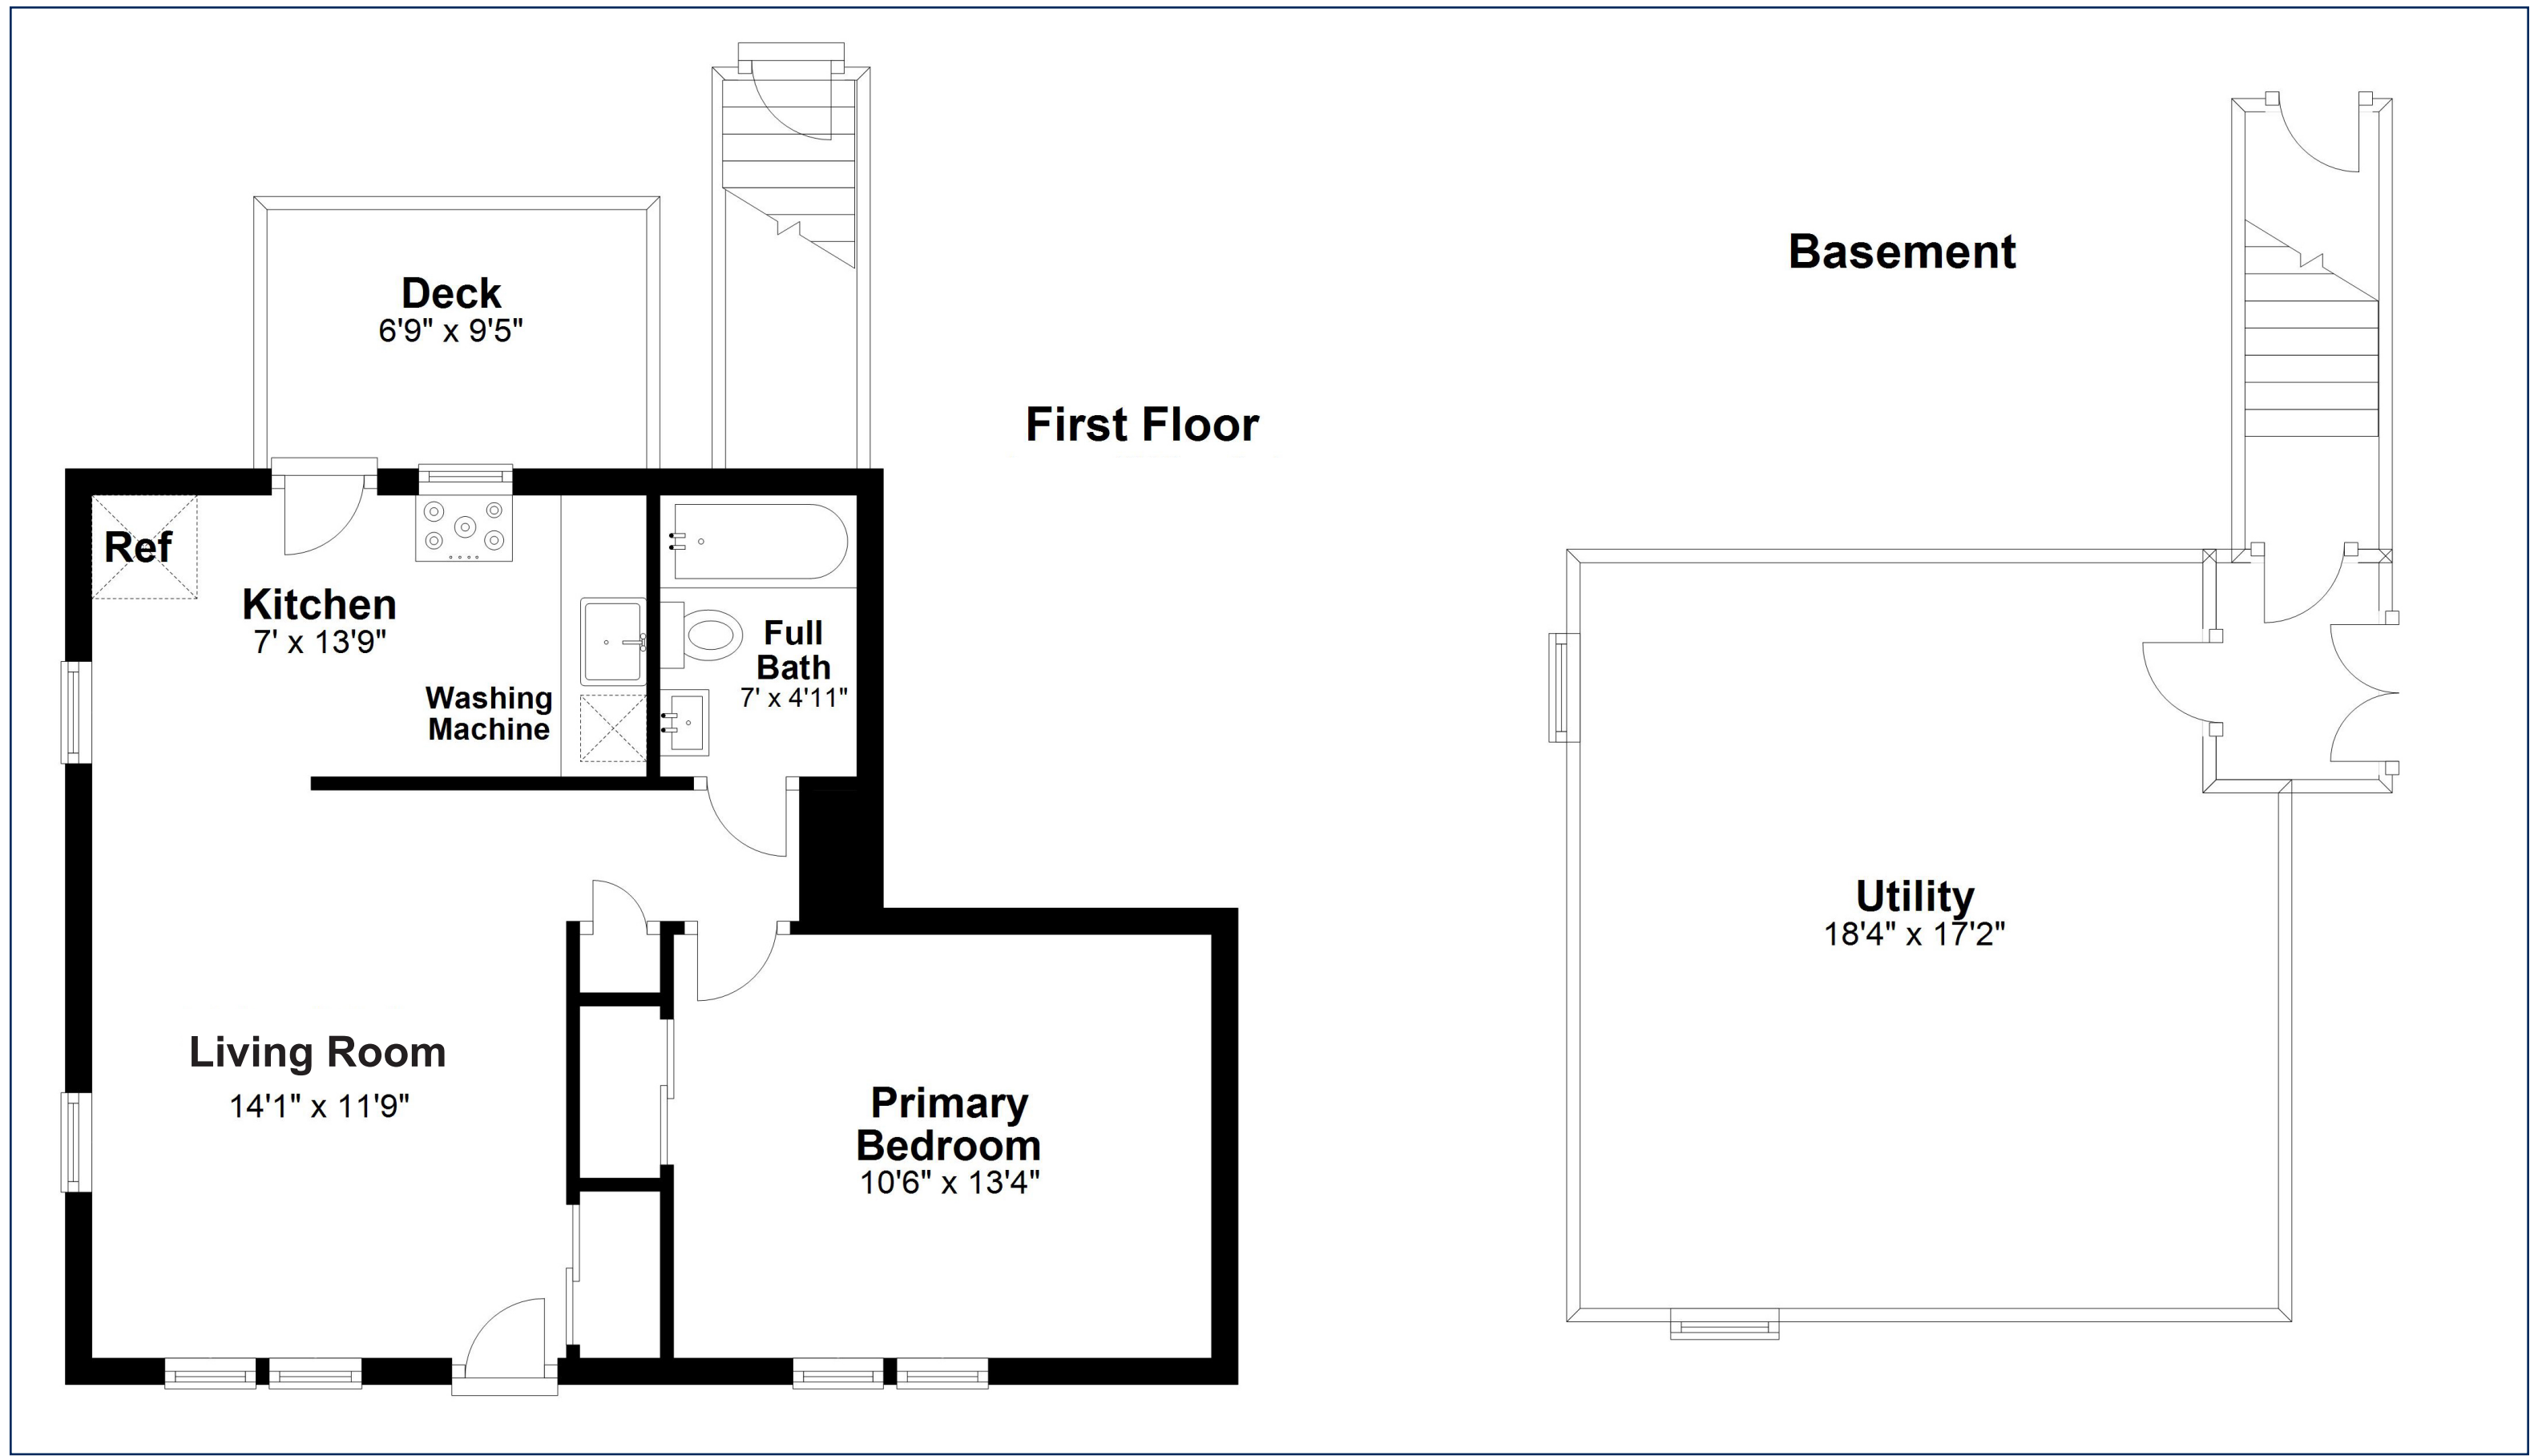 Deck
6'9" x 9'5"
First Floor
Ref
Kitchen
7' x 13'9"
Washing
Machine
Full
Bath
7' x 4'11"
Living Room
14'1" x 11'9"
Primary
Bedroom
10'6" x 13'4"
Basement
Utility
18'4" x 17'2"